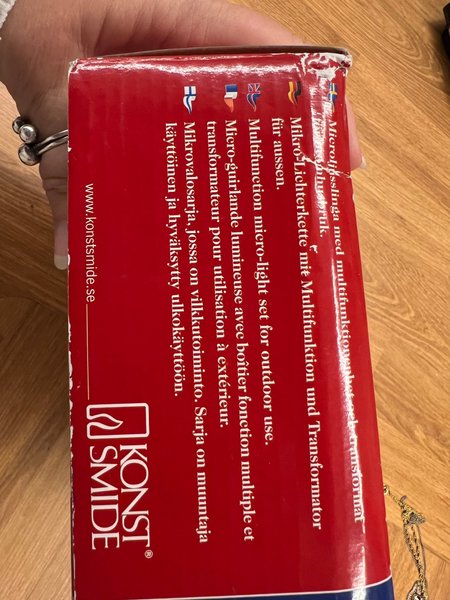 Microljusslinga med multifunktion och transformator
för utomhusbruk.
Mikro-Lichterkette mit Multifunktion und Transformator
für aussen.
Multifunction micro-light set for outdoor use.
Micro-guirlande lumineuse avec boîtier fonction multiple et
transformateur pour utilisation à extérieur.
Mikrovalosarja, jossa on vilkkutoiminto. Sarja on muuntaja
käyttöinen ja hyväksytty ulkokäyttöön.
www.konstsmide.se
KONST
SMIDE®